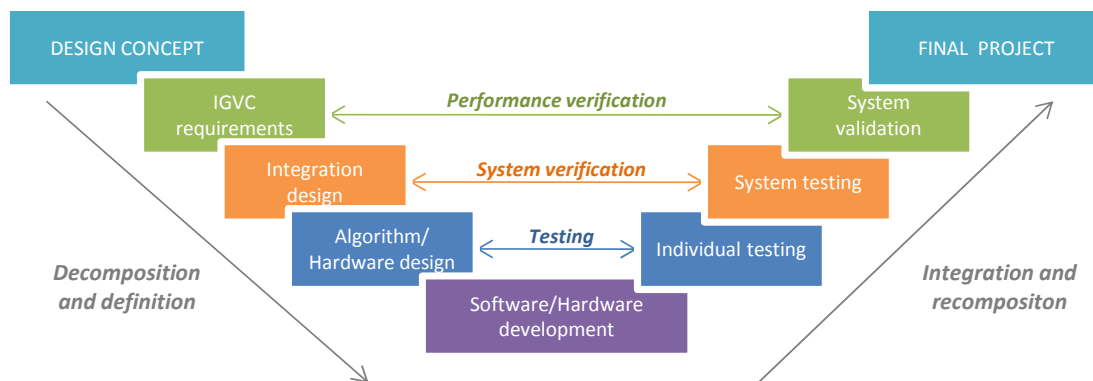 DESIGN CONCEPT
FINAL PROJECT
IGVC
requirements
Performance verification
System
validation
Integration
design
System verification
System testing
Algorithm/
Hardware design
Testing
Individual testing
Decomposition
and definition
Integration and
recompositon
Software/Hardware
development